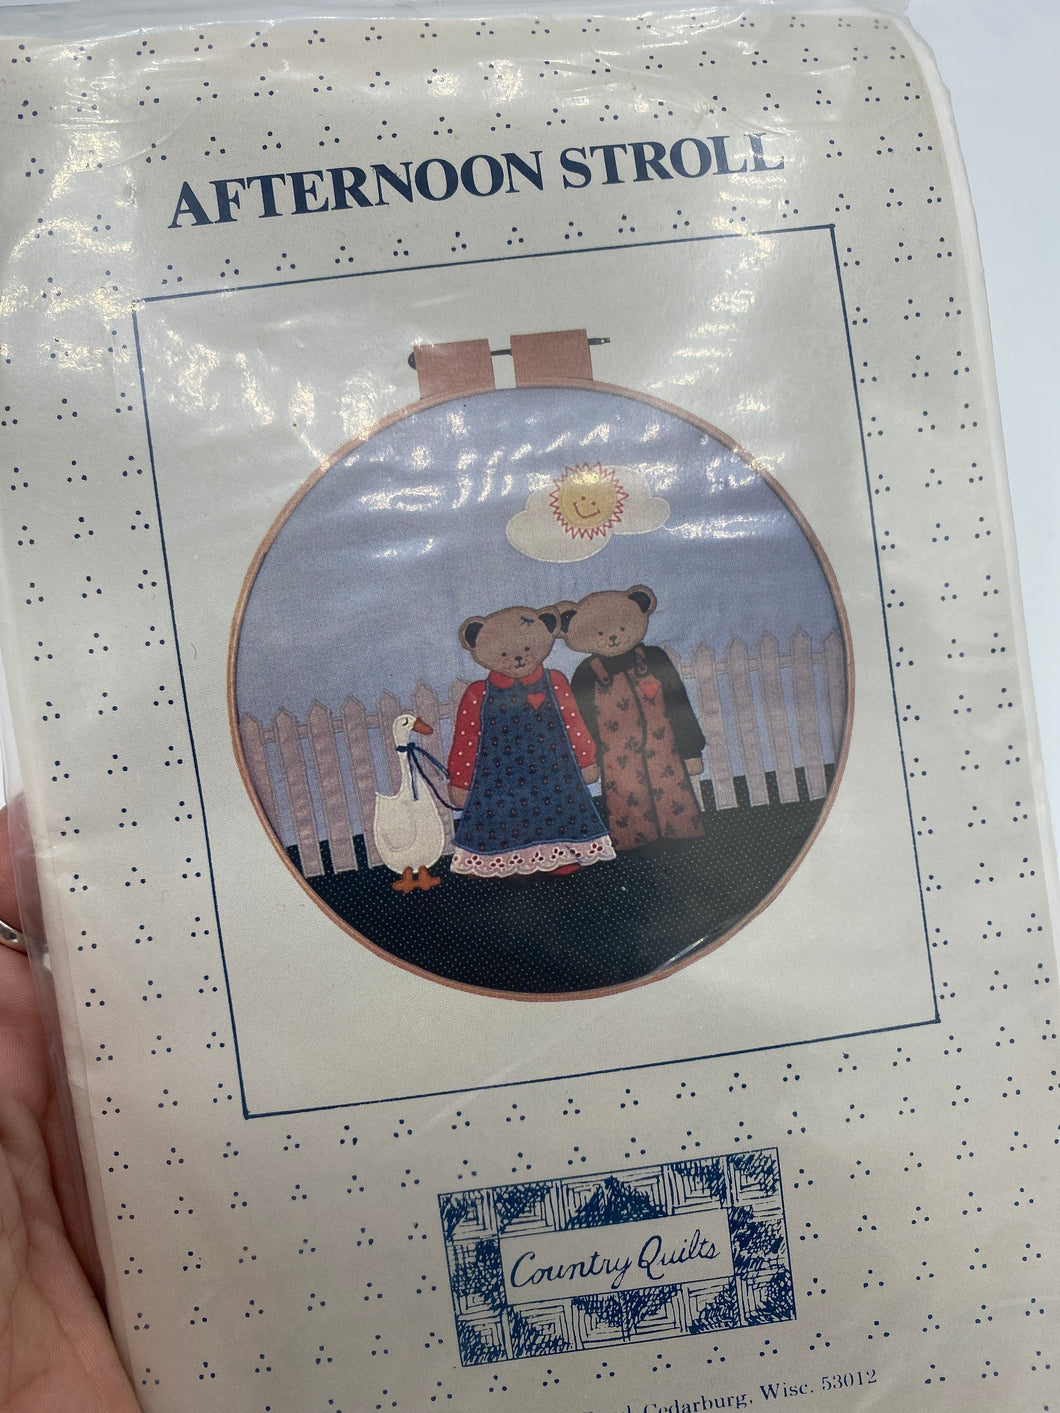 AFTERNOON STROLL
Country Quilts
Cedarburg, Wisc. 53012